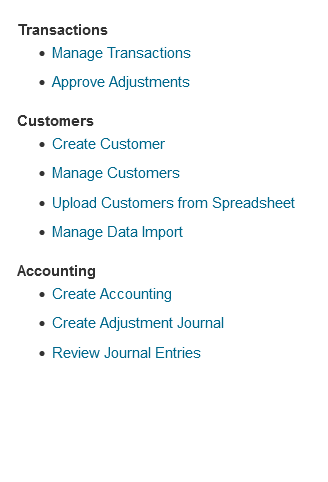 Transactions
Manage Transactions
Approve Adjustments
Customers
Create Customer
Manage Customers
Upload Customers from Spreadsheet
Manage Data Import
Accounting
Create Accounting
Create Adjustment Journal
Review Journal Entries